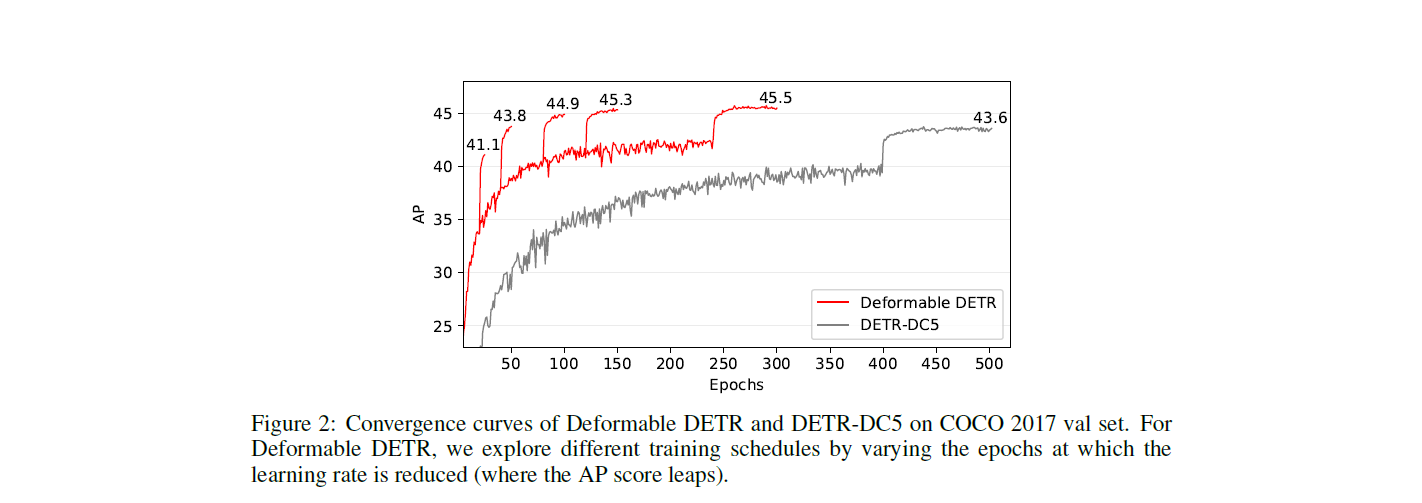 45.5
45.3
44.9
43.8
43.6
41.1
45
40
35
30
25
AP
Deformable DETR
DETR-DC5
50 100 150 200 250 300 350 400 450 500
Epochs
Figure 2: Convergence curves of Deformable DETR and DETR-DC5 on COCO 2017 val set. For
Deformable DETR, we explore different training schedules by varying the epochs at which the
learning rate is reduced (where the AP score leaps).